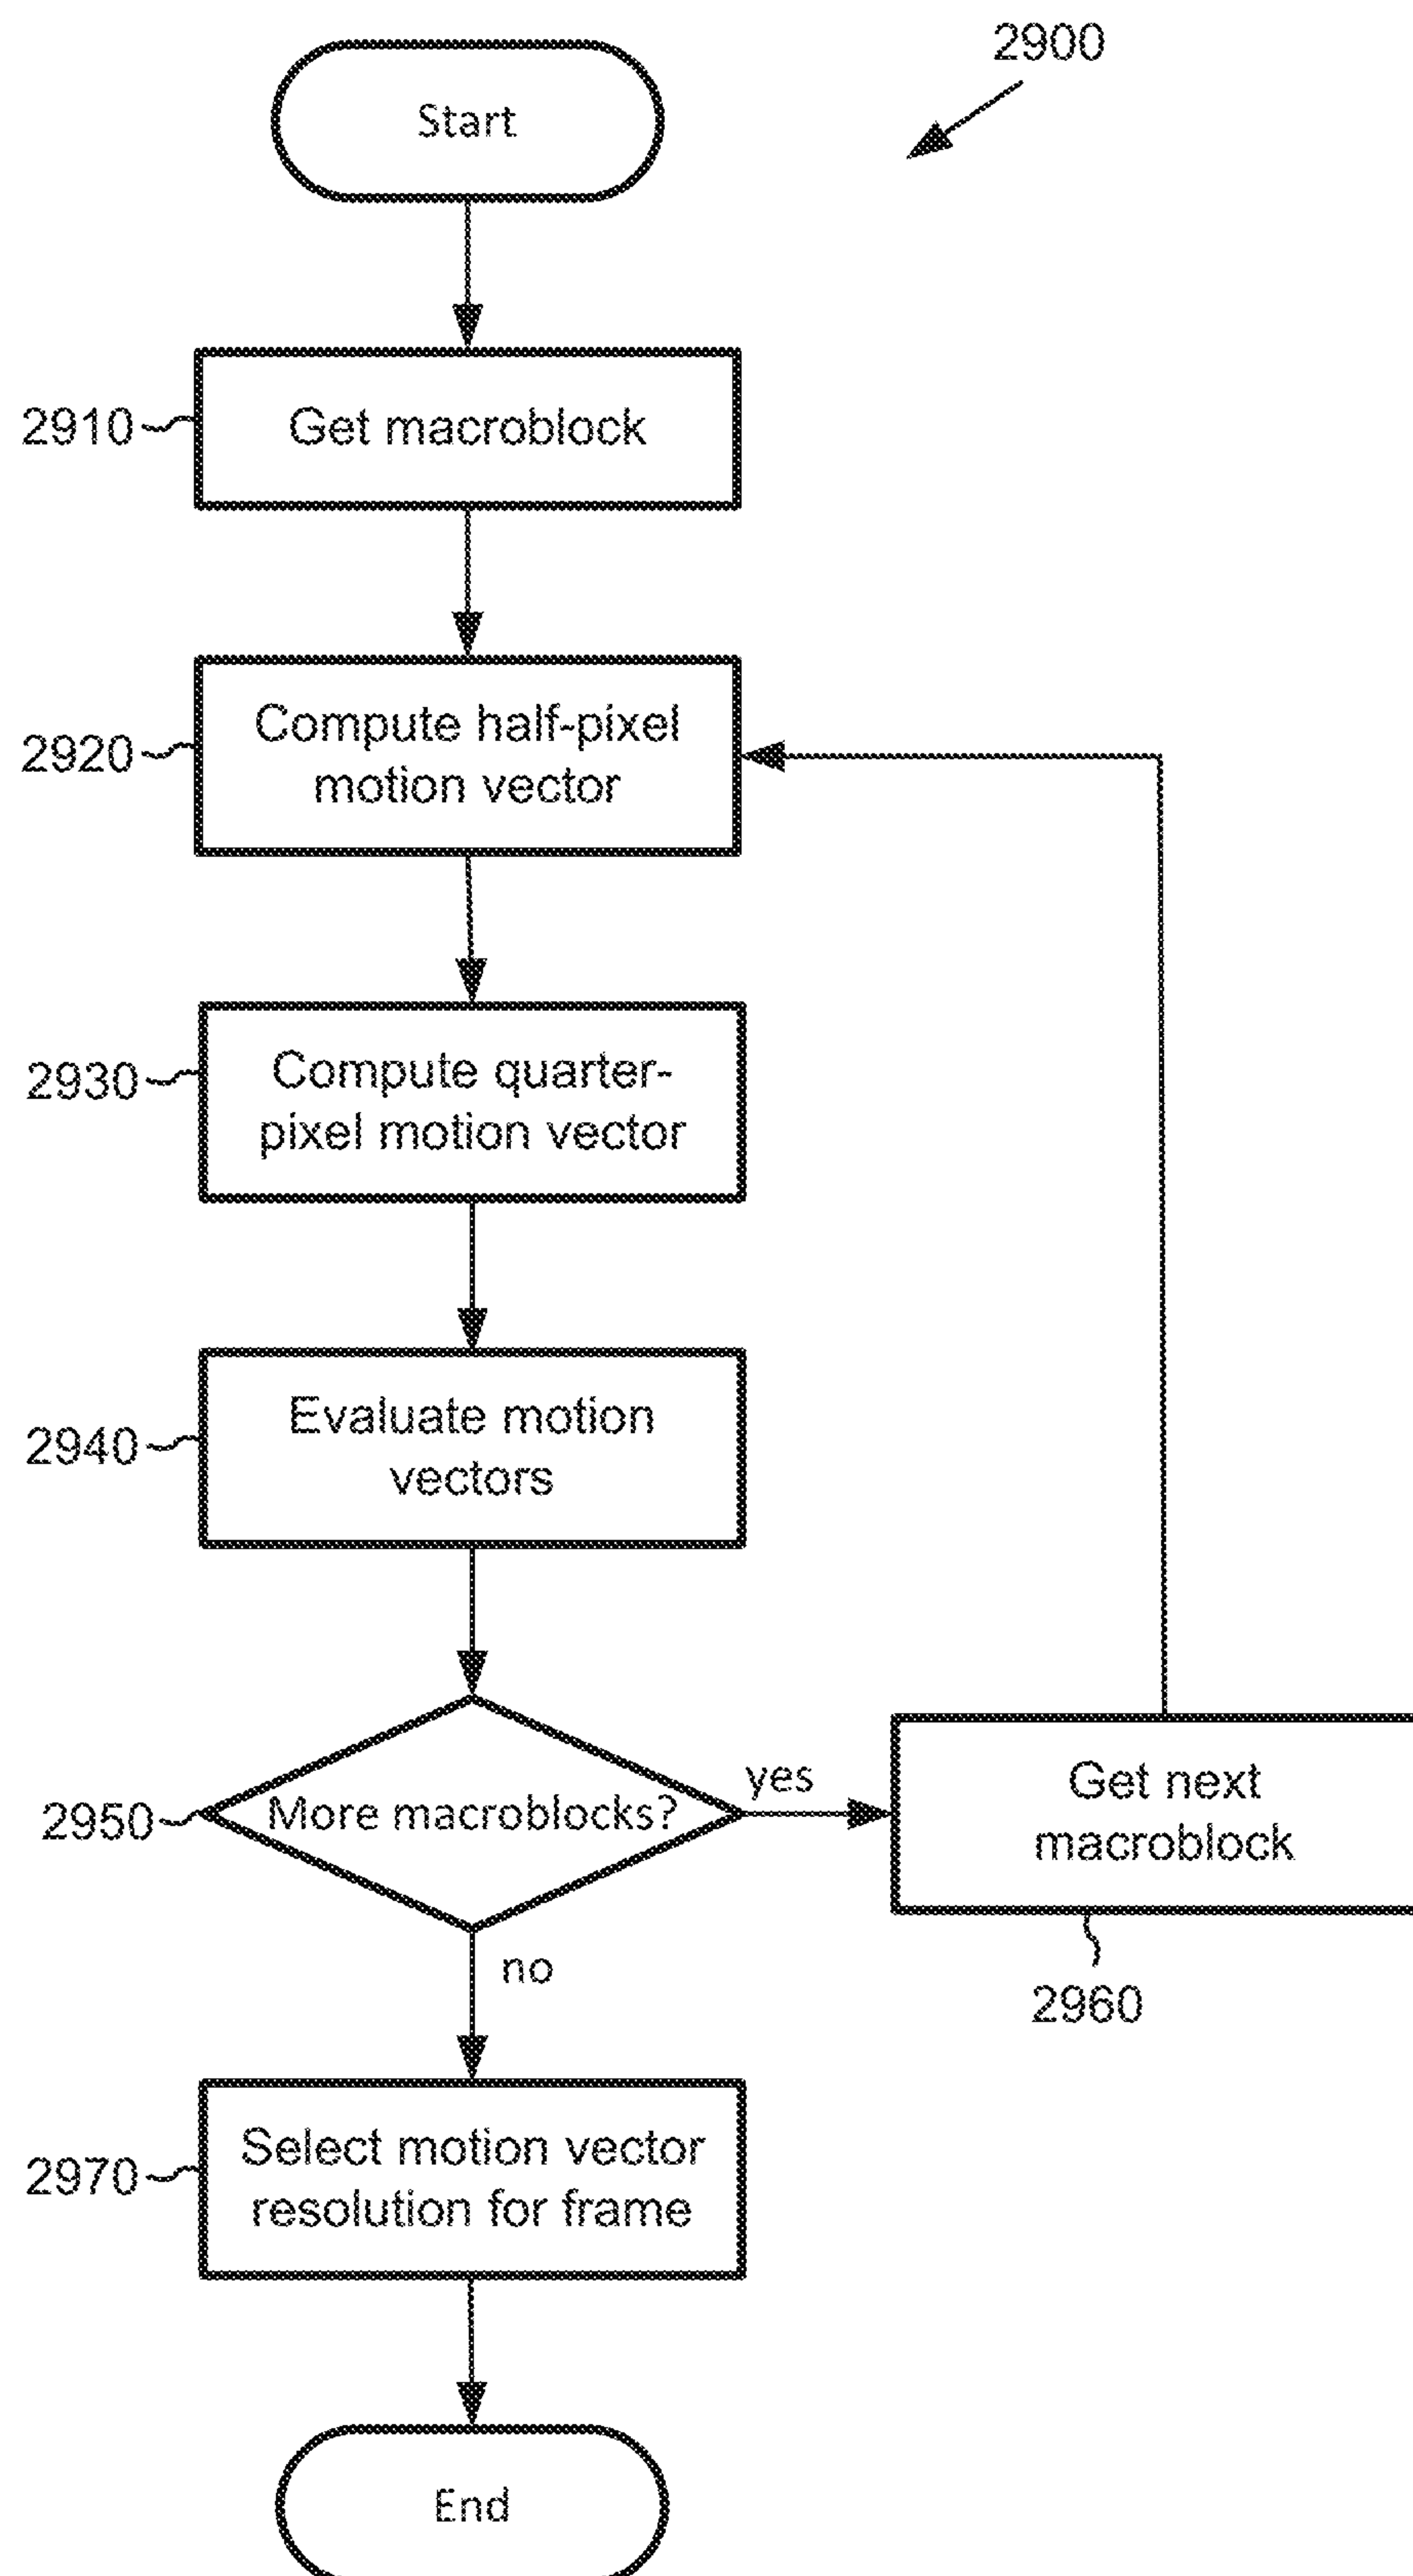 2900
Start
2910
Get macroblock
2920
Compute half-pixel
motion vector
2930
Compute quarter-
pixel motion vector
2940
Evaluate motion
vectors
2950
More macroblocks?
yes
Get next
macroblock
no
2960
2970
Select motion vector
resolution for frame
End